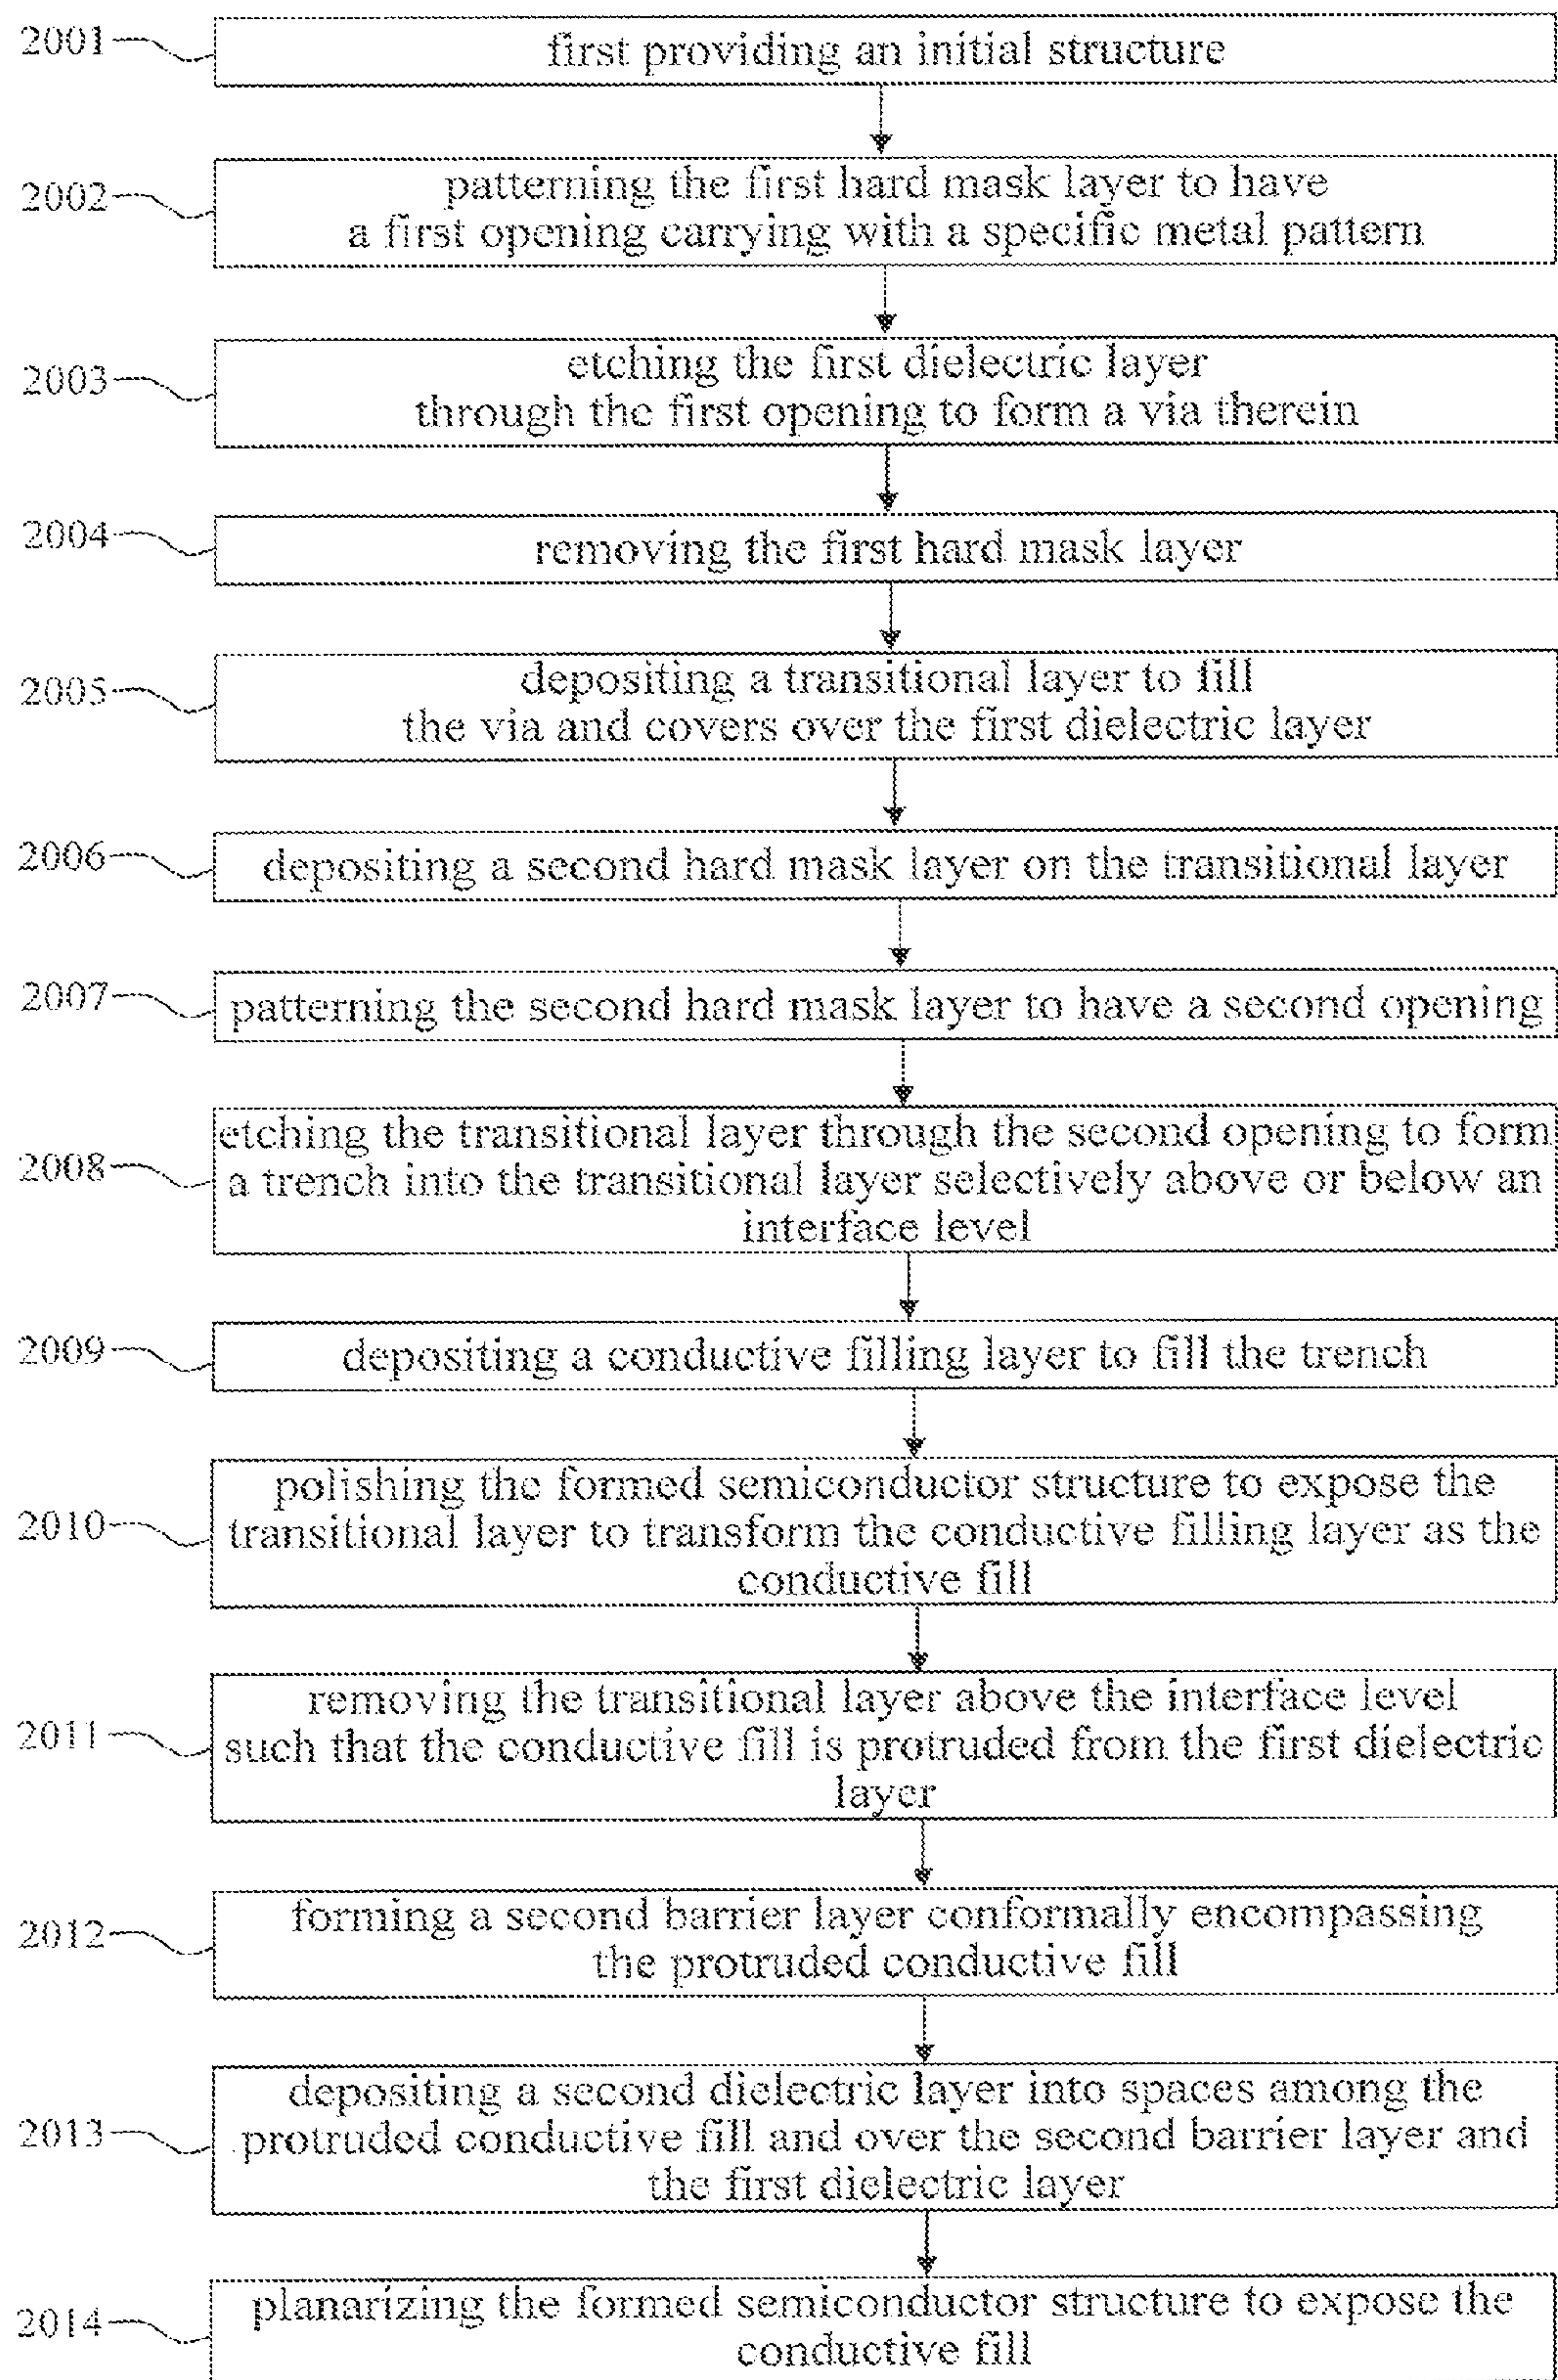 2001
first providing an initial structure
2002
patterning the first hard mask layer to have
a first opening carrying with a specific metal pattern
2003
etching the first dielectric layer
through the first opening to form a via therein
2004
removing the first hard mask layer
2005
depositing a transitional layer to fill
the via and covers over the first dielectric layer
2006
depositing a second hard mask layer on the transitional layer
2007
patterning the second hard mask layer to have a second opening
2008
etching the transitional layer through the second opening to form
a trench into the transitional layer selectively above or below an
interface level
2009
depositing a conductive filling layer to fill the trench
2010
polishing the formed semiconductor structure to expose the
transitional layer to transform the conductive filling layer as the
conductive fill
2011
removing the transitional layer above the interface level
such that the conductive fill is protruded from the first dielectric
layer
2012
forming a second barrier layer conformally encompassing
the protruded conductive fill
2013
depositing a second dielectric layer into spaces among the
protruded conductive fill and over the second barrier layer and
the first dielectric layer
2014
planarizing the formed semiconductor structure to expose the
conductive fill